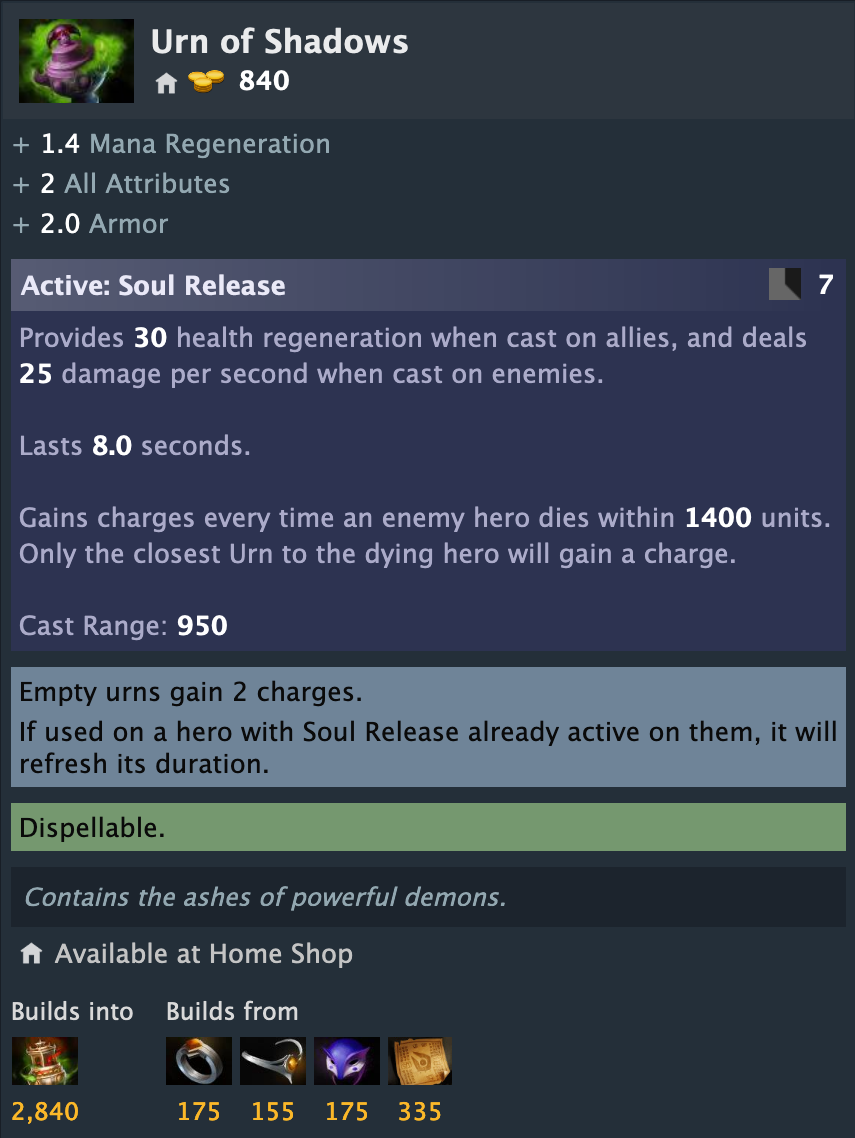 Urn of Shadows
840
+ 1.4 Mana Regeneration
+ 2 All Attributes
+ 2.0 Armor
Active: Soul Release 7
Provides 30 health regeneration when cast on allies, and deals
25 damage per second when cast on enemies.
Lasts 8.0 seconds.
Gains charges every time an enemy hero dies within 1400 units.
Only the closest Urn to the dying hero will gain a charge.
Cast Range: 950
Empty urns gain 2 charges.
If used on a hero with Soul Release already active on them, it will
refresh its duration.
Dispellable.
Contains the ashes of powerful demons.
Available at Home Shop
Builds into Builds from
2,840 175 155 175 335